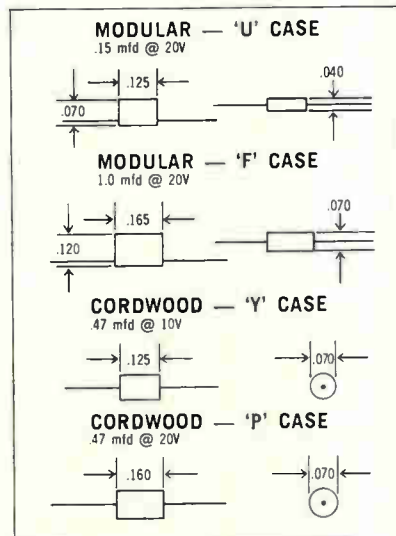 MODULAR — 'U' CASE
.15 mfd @ 20V
.125
.040
.070
MODULAR — 'F' CASE
1.0 mfd @ 20V
.165
.070
.120
CORDWOOD — 'Y' CASE
.47 mfd @ 10V
.125
.070
CORDWOOD — 'P' CASE
.47 mfd @ 20V
.160
.070